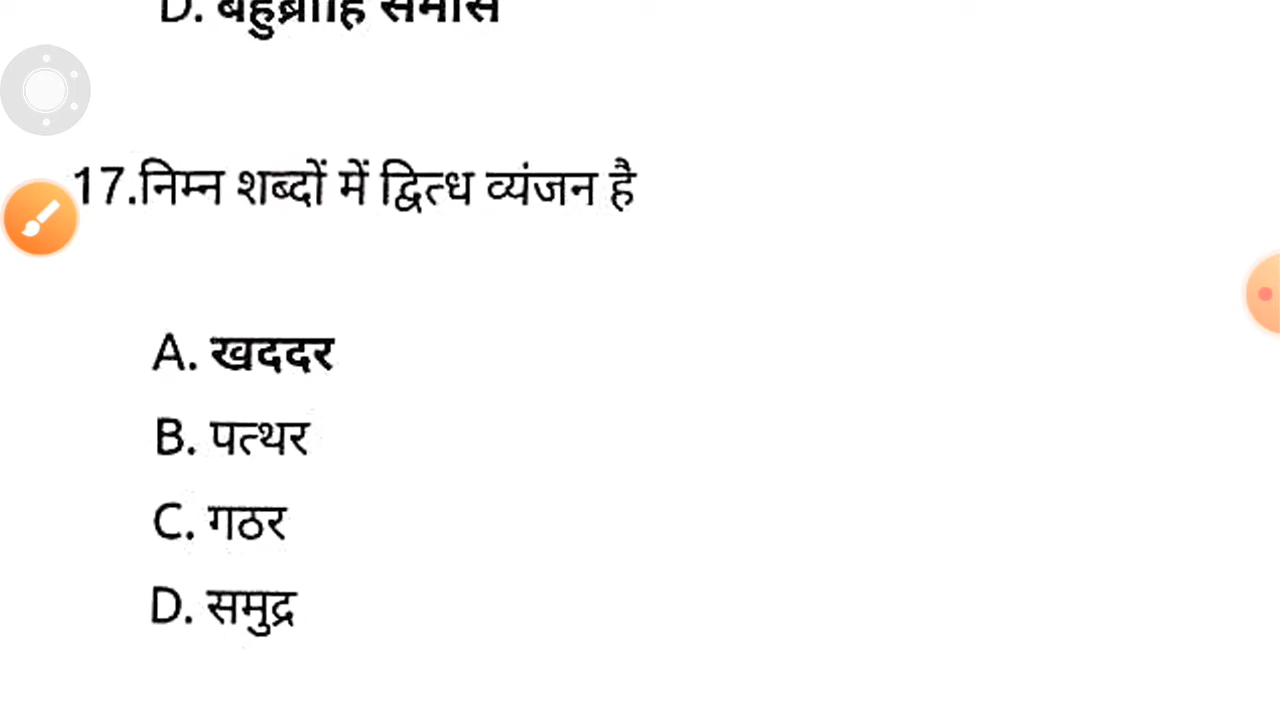 D. बहुब्रीहि समास
17.निम्न शब्दों में द्वित्ध व्यंजन है
A. खददर
B. पत्थर
C. गठर
D. समुद्र